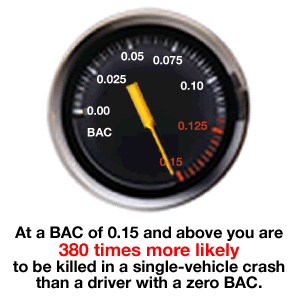 0.05
0.075
0.025
0.10
0.00
0.125
BAC
0.15
At a BAC of 0.15 and above you are
380 times more likely
to be killed in a single-vehicle crash
than a driver with a zero BAC.